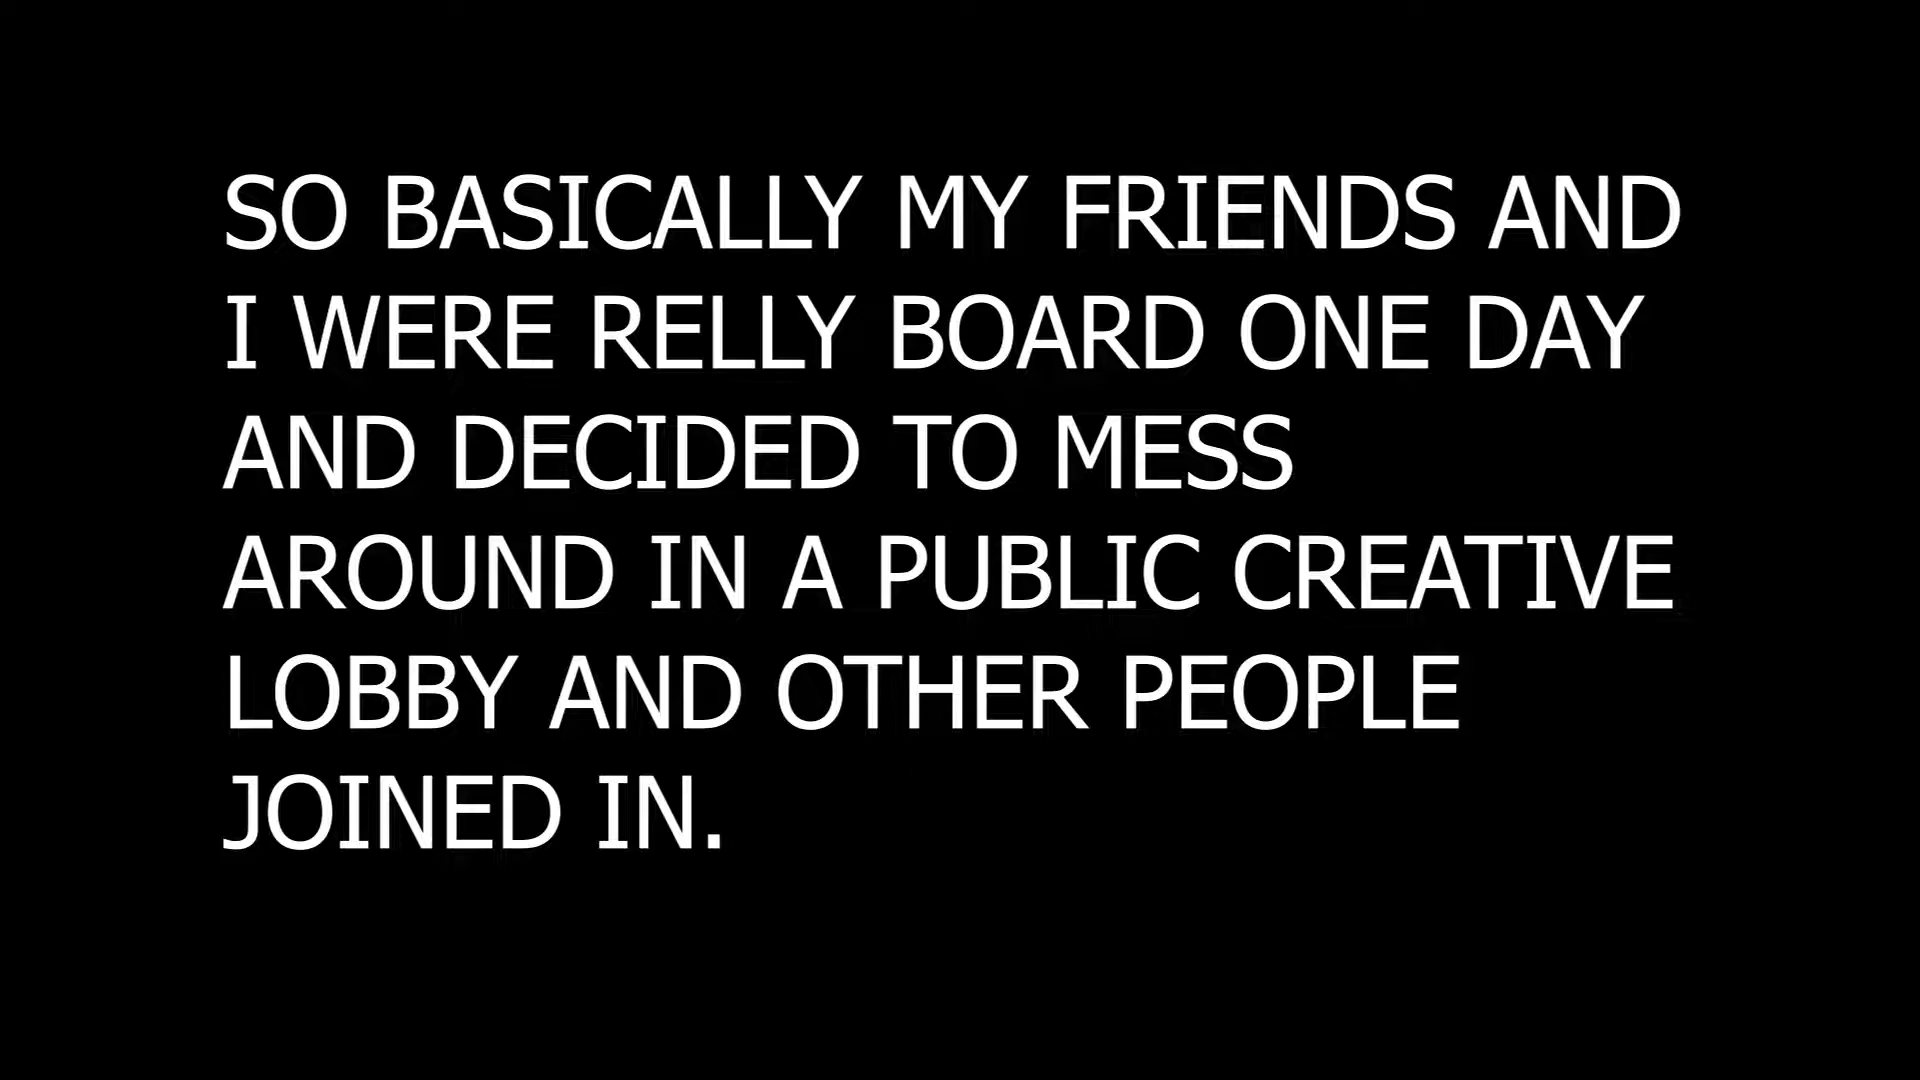 SO BASICALLY MY FRIENDS AND
I WERE RELLY BOARD ONE DAY
AND DECIDED TO MESS
AROUND IN A PUBLIC CREATIVE
LOBBY AND OTHER PEOPLE
JOINED IN.